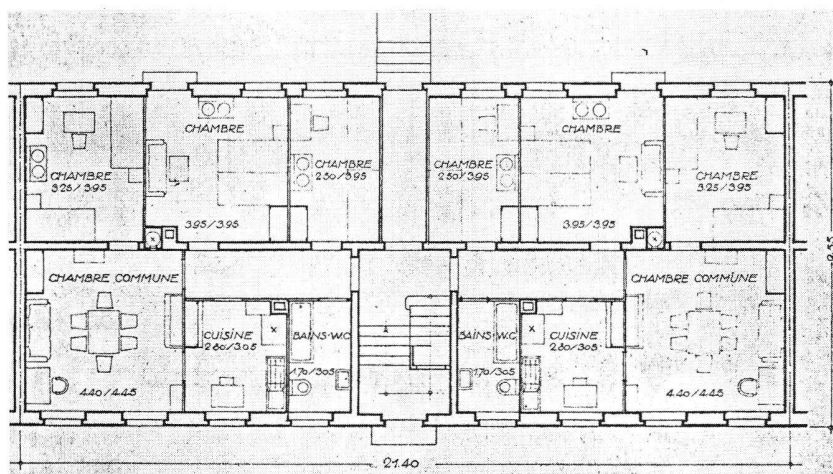 CHAMBRE
3.25/3.95
CHAMBRE
3.95/3.95
CHAMBRE
2.50/3.95
CHAMBRE
2.50/3.95
CHAMBRE
3.95/3.95
CHAMBRE
3.25/3.95
CHAMBRE COMMUNE
4.40/4.45
CUISINE
2.80/3.05
BAINS-W.C.
1.70/3.05
BAINS-W.C.
1.70/3.05
CUISINE
2.80/3.05
CHAMBRE COMMUNE
4.40/4.45
21.40